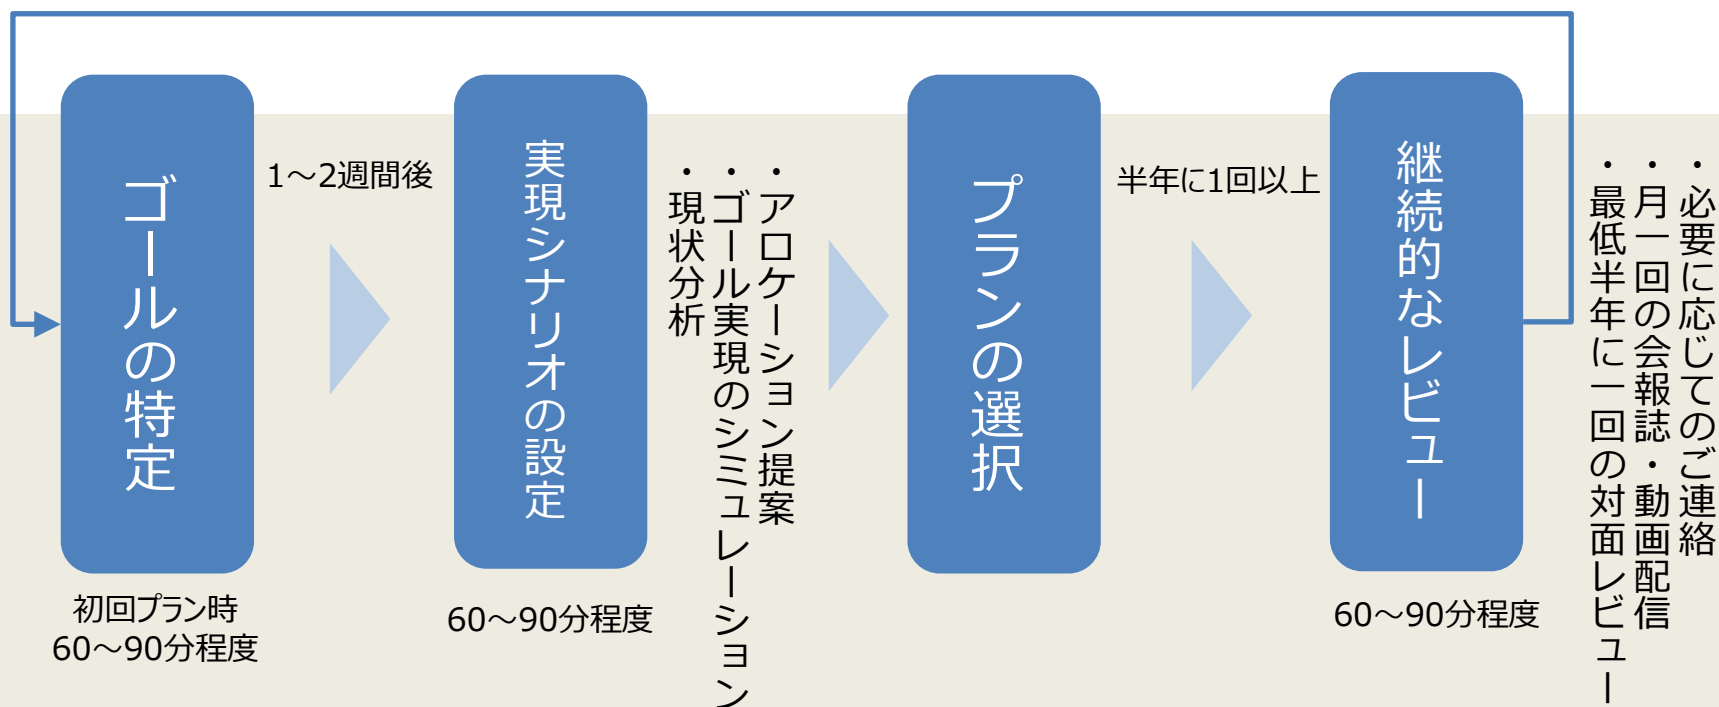 ゴールの特定
初回プラン時
60～90分程度
1～2週間後
実現シナリオの設定
60～90分程度
・アロケーション提案
・ゴール実現のシミュレーション
・現状分析
プランの選択
半年に1回以上
継続的なレビュー
60～90分程度
・必要に応じてのご連絡
・月一回の会報誌・動画配信
・最低半年に一回の対面レビュー